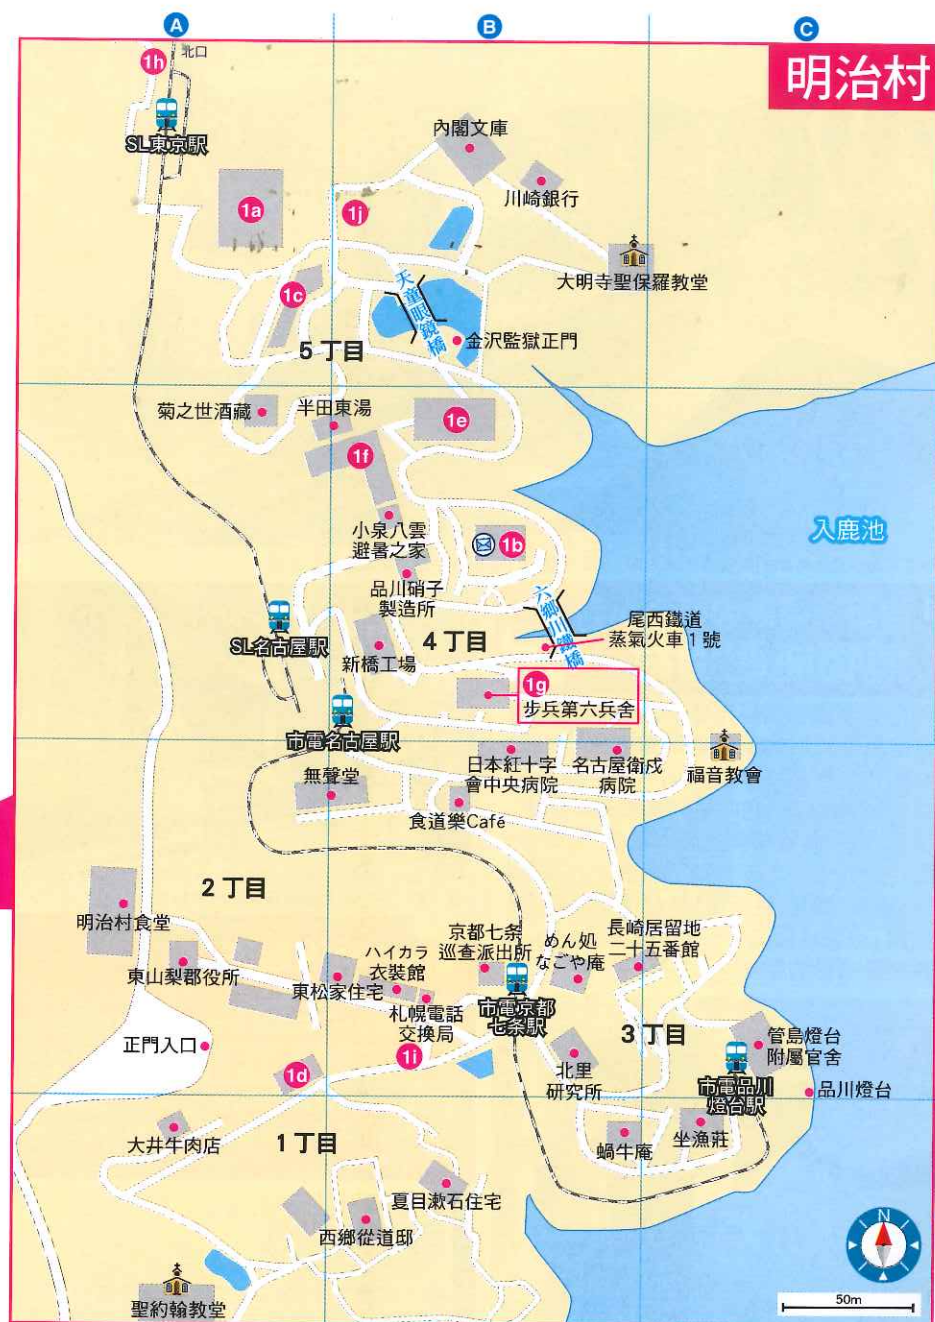 A
B
C
明治村
北口
1h
SL東京駅
內閣文庫
川崎銀行
1a
1j
大明寺聖保羅教堂
1c
天童眼鏡橋
金沢監獄正門
5丁目
菊之世酒藏
半田東湯
1e
1f
入鹿池
小泉八雲
避暑之家
1b
品川硝子
製造所
六鄉川鐵橋
尾西鐵道
蒸氣火車1號
SL名古屋駅
4丁目
新橋工場
1g
步兵第六兵舍
市電名古屋駅
日本紅十字
會中央病院
名古屋衛戍
病院
福音教會
無聲堂
食道樂Café
2丁目
明治村食堂
東山梨郡役所
東松家住宅
ハイカラ
衣裝館
京都七条
巡查派出所
めん処
なごや庵
長崎居留地
二十五番館
札幌電話
交換局
市電京都
七条駅
正門入口
1i
1d
北里
研究所
3丁目
管島燈台
附屬官舍
市電品川
燈台駅
品川燈台
大井牛肉店
1丁目
蝸牛庵
坐漁莊
夏目漱石住宅
西鄉從道邸
聖約翰教堂
N
50m